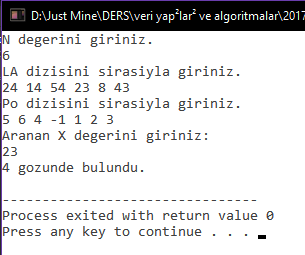 D:\Just Mine\DERS\veri yap²lar² ve algoritmalar\2017
N degerini giriniz.
6
LA dizisini sirasiyla giriniz.
24 14 54 23 8 43
Po dizisini sirasiyla giriniz.
5 6 4 -1 1 2 3
Aranan X degerini giriniz:
23
4 gozunde bulundu.
--------------------------------
Process exited with return value 0
Press any key to continue . . .